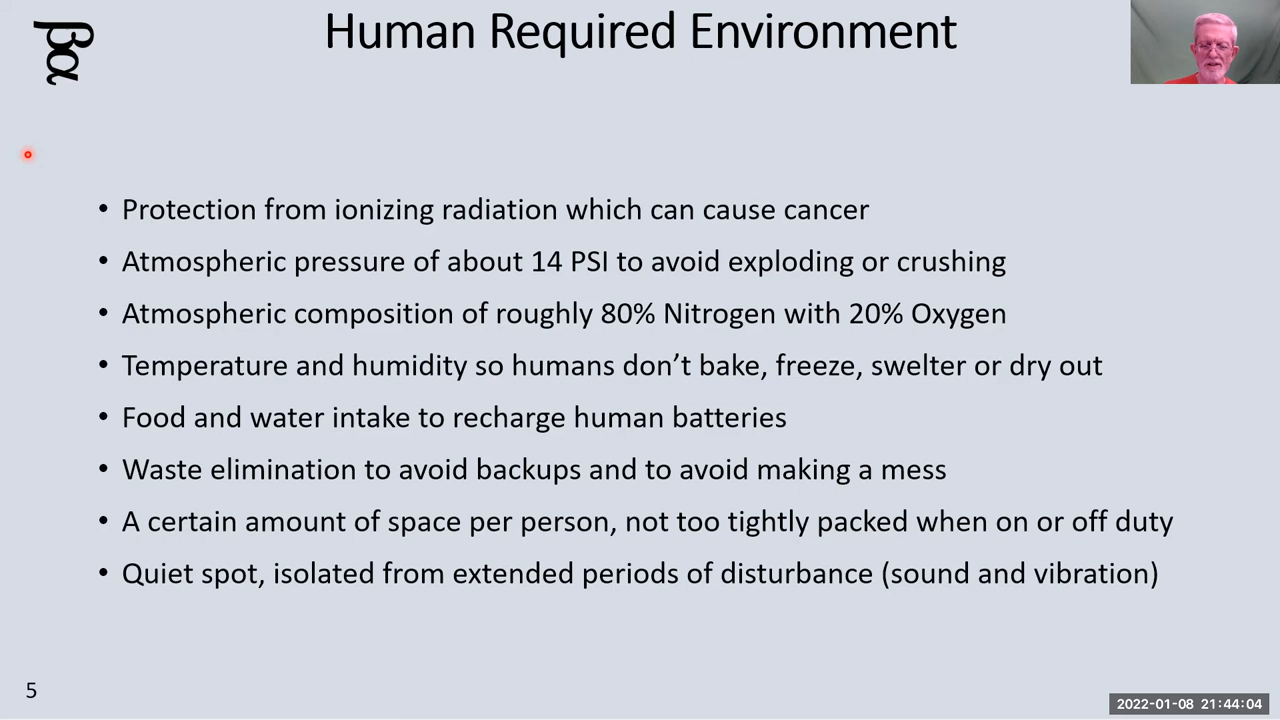 βα
Human Required Environment
• Protection from ionizing radiation which can cause cancer
• Atmospheric pressure of about 14 PSI to avoid exploding or crushing
• Atmospheric composition of roughly 80% Nitrogen with 20% Oxygen
• Temperature and humidity so humans don’t bake, freeze, swelter or dry out
• Food and water intake to recharge human batteries
• Waste elimination to avoid backups and to avoid making a mess
• A certain amount of space per person, not too tightly packed when on or off duty
• Quiet spot, isolated from extended periods of disturbance (sound and vibration)
5
2022-01-08 21:44:04